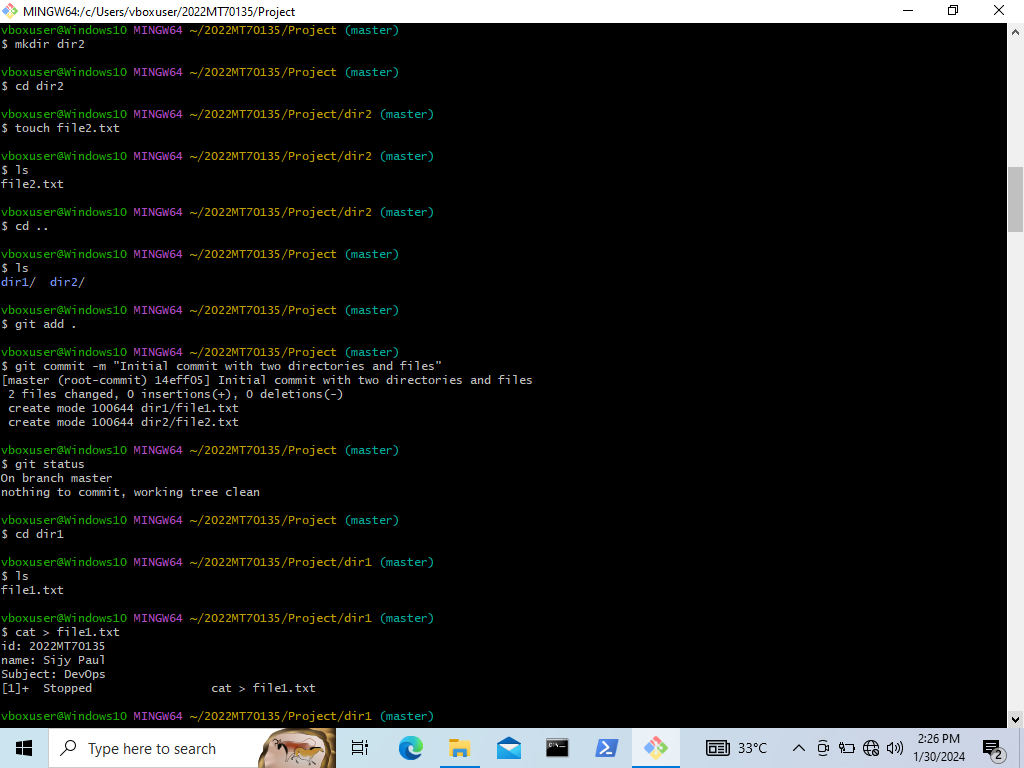 MINGW64:/c/Users/vboxuser/2022MT70135/Project
vboxuser@Windows10 MINGW64 ~/2022MT70135/Project (master)
$ mkdir dir2
vboxuser@Windows10 MINGW64 ~/2022MT70135/Project (master)
$ cd dir2
vboxuser@Windows10 MINGW64 ~/2022MT70135/Project/dir2 (master)
$ touch file2.txt
vboxuser@Windows10 MINGW64 ~/2022MT70135/Project/dir2 (master)
$ ls
file2.txt
vboxuser@Windows10 MINGW64 ~/2022MT70135/Project/dir2 (master)
$ cd ..
vboxuser@Windows10 MINGW64 ~/2022MT70135/Project (master)
$ ls
dir1/  dir2/
vboxuser@Windows10 MINGW64 ~/2022MT70135/Project (master)
$ git add .
vboxuser@Windows10 MINGW64 ~/2022MT70135/Project (master)
$ git commit -m "Initial commit with two directories and files"
[master (root-commit) 14eff05] Initial commit with two directories and files
 2 files changed, 0 insertions(+), 0 deletions(-)
 create mode 100644 dir1/file1.txt
 create mode 100644 dir2/file2.txt
vboxuser@Windows10 MINGW64 ~/2022MT70135/Project (master)
$ git status
On branch master
nothing to commit, working tree clean
vboxuser@Windows10 MINGW64 ~/2022MT70135/Project (master)
$ cd dir1
vboxuser@Windows10 MINGW64 ~/2022MT70135/Project/dir1 (master)
$ ls
file1.txt
vboxuser@Windows10 MINGW64 ~/2022MT70135/Project/dir1 (master)
$ cat > file1.txt
id: 2022MT70135
name: Sijy Paul
Subject: DevOps
[1]+  Stopped                 cat > file1.txt
vboxuser@Windows10 MINGW64 ~/2022MT70135/Project/dir1 (master)
Type here to search
33°C
2:26 PM
1/30/2024
2